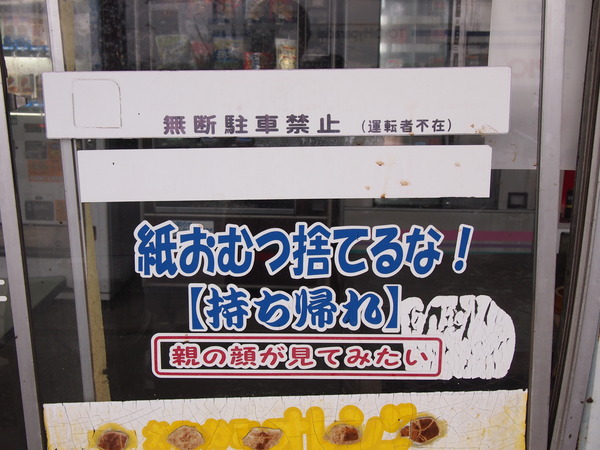 無断駐車禁止 (運転者不在)
紙おむつ捨てるな!
【持ち帰れ】
親の顔が見てみたい